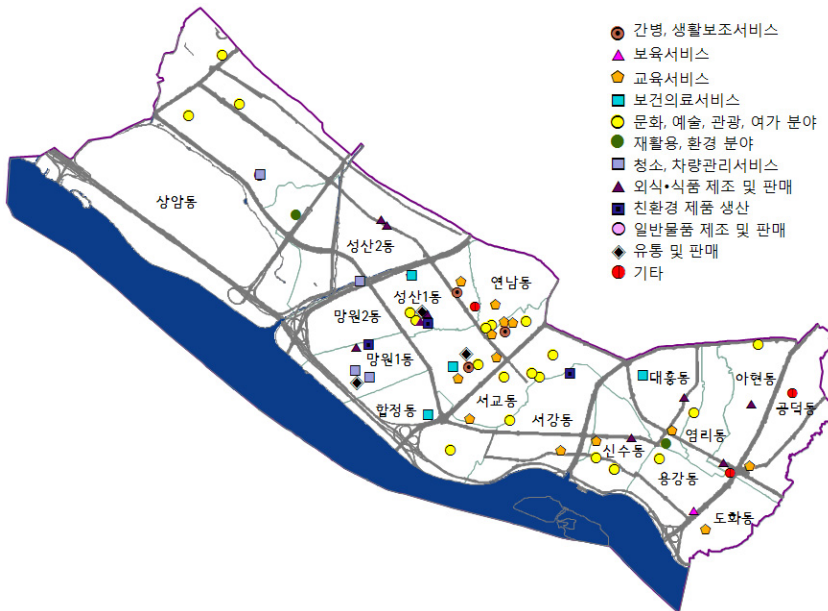 간병, 생활보조서비스
보육서비스
교육서비스
보건의료서비스
문화, 예술, 관광, 여가 분야
재활용, 환경 분야
청소, 차량관리서비스
외식•식품 제조 및 판매
친환경 제품 생산
일반물품 제조 및 판매
유통 및 판매
기타
상암동
성산2동
연남동
성산1동
망원2동
망원1동
합정동
서교동
서강동
대흥동
아현동
공덕동
염리동
신수동
용강동
도화동